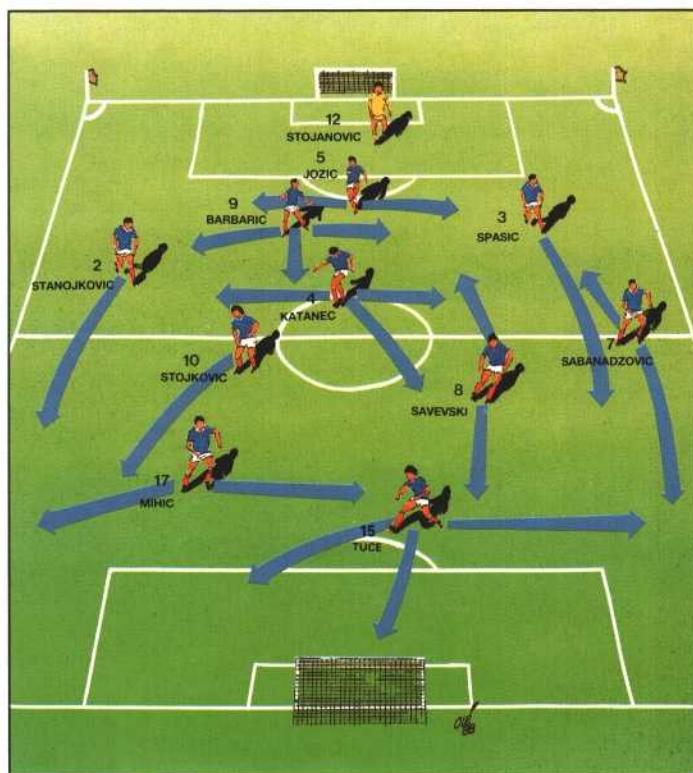 12
STOJANOVIC
5
JOZIC
9
BARBARIC
3
SPASIC
2
STANOJKOVIC
4
KATANEC
7
SABANADZOVIC
10
STOJKOVIC
8
SAVEVSKI
17
MIHIC
15
TUCE